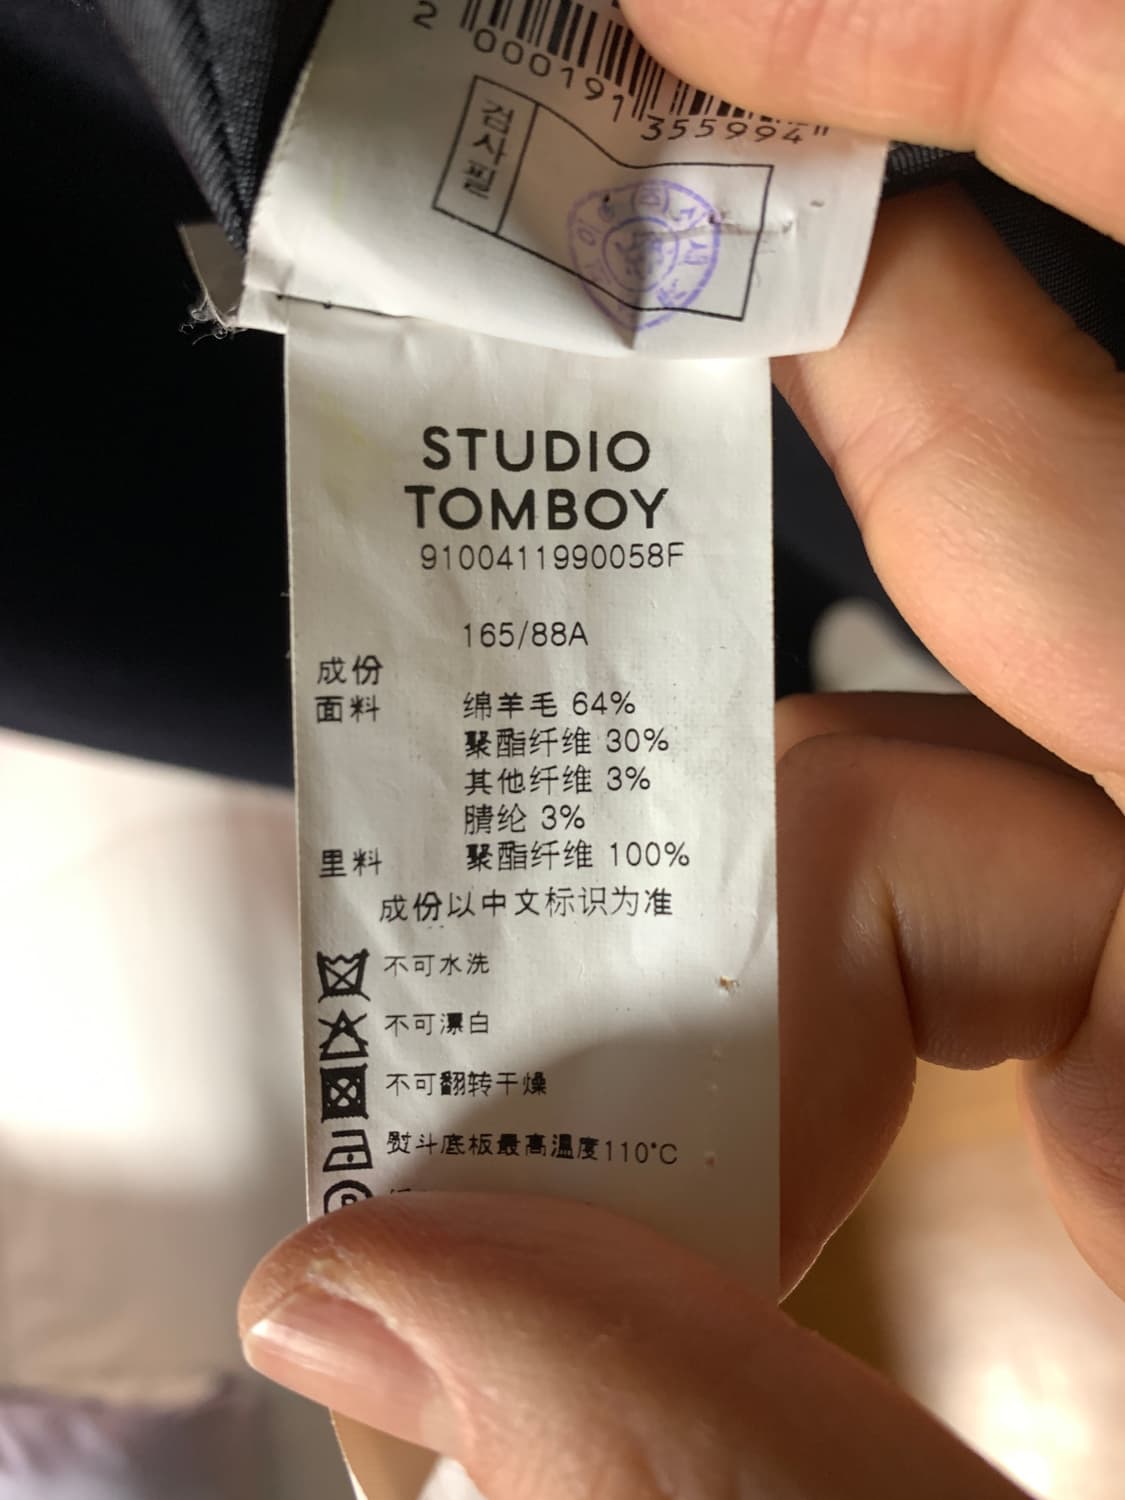 2 000191 355994
검사필
STUDIO
TOMBOY
9100411990058F
165/88A
成份
面料 绵羊毛 64%
聚酯纤维 30%
其他纤维 3%
腈纶 3%
里料 聚酯纤维 100%
成份以中文标识为准
不可水洗
不可漂白
不可翻转干燥
熨斗底板最高温度110°C